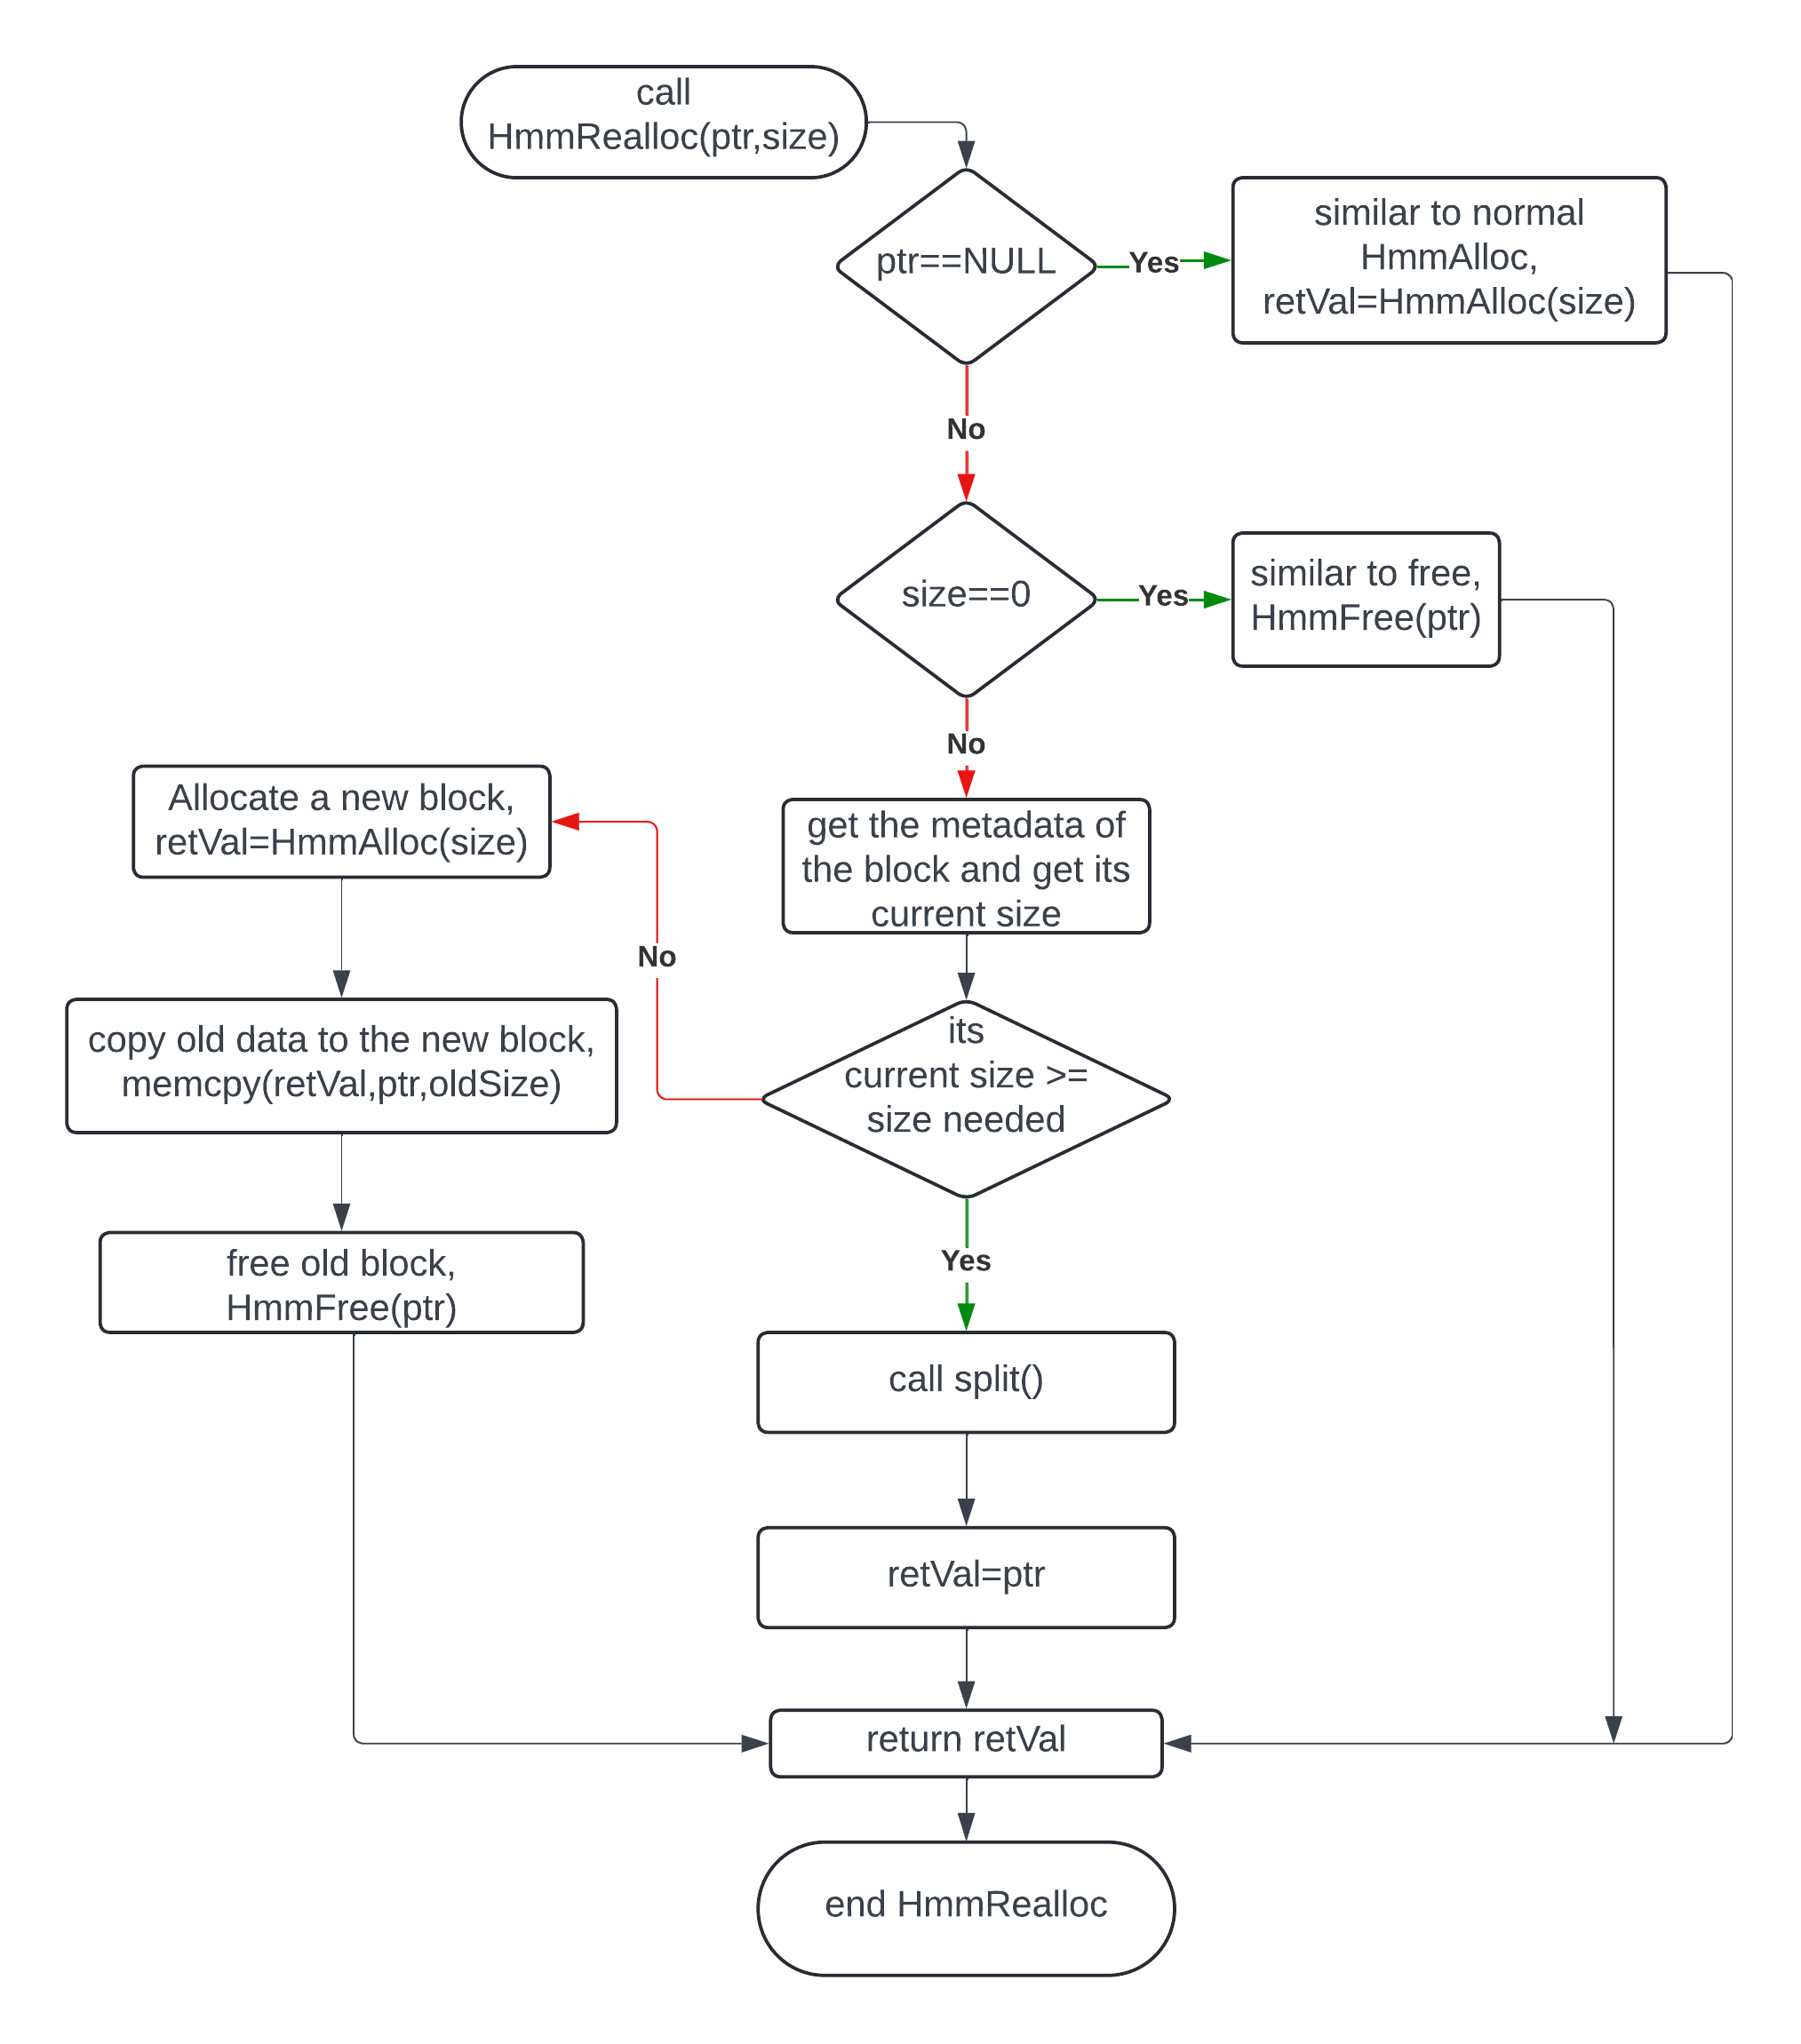 call
HmmRealloc(ptr,size)
ptr==NULL
Yes
similar to normal
HmmAlloc,
retVal=HmmAlloc(size)
No
size==0
Yes
similar to free,
HmmFree(ptr)
No
get the metadata of
the block and get its
current size
its
current size >=
size needed
No
Allocate a new block,
retVal=HmmAlloc(size)
copy old data to the new block,
memcpy(retVal,ptr,oldSize)
free old block,
HmmFree(ptr)
Yes
call split()
retVal=ptr
return retVal
end HmmRealloc